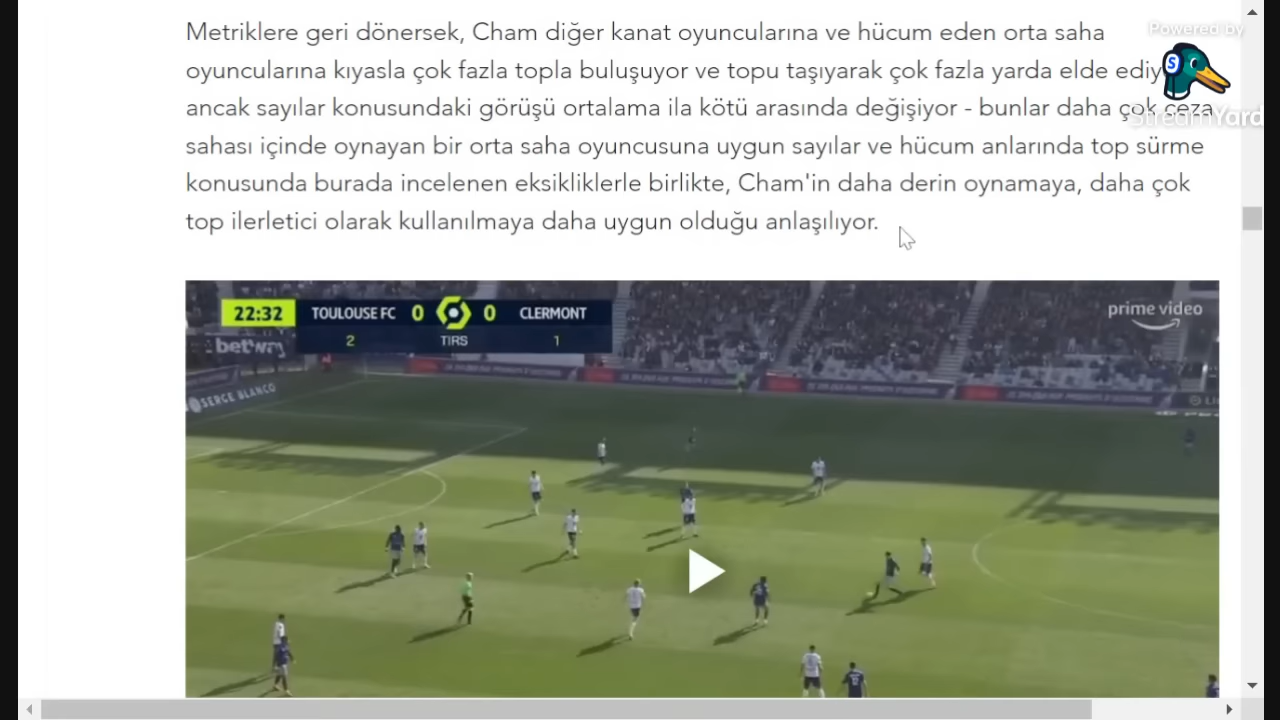 Powered by
StreamYard
Metriklere geri dönersek, Cham diğer kanat oyuncularına ve hücum eden orta saha
oyuncularına kıyasla çok fazla topla buluşuyor ve topu taşıyarak çok fazla yarda elde
ancak sayılar konusundaki görüşü ortalama ila kötü arasında değişiyor - bunlar daha çok ceza
sahası içinde oynayan bir orta saha oyuncusuna uygun sayılar ve hücum anlarında top sürme
konusunda burada incelenen eksikliklerle birlikte, Cham'in daha derin oynamaya, daha çok
top ilerletici olarak kullanılmaya daha uygun olduğu anlaşılıyor.
22:32 TOULOUSE FC 0 0 CLERMONT
2 TIRS 1
prime video
SERGE BLANCO